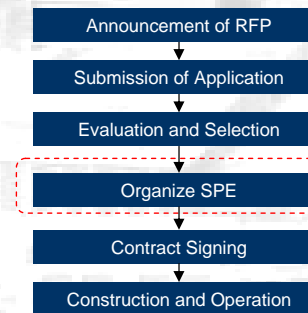 Announcement of RFP
Submission of Application
Evaluation and Selection
Organize SPE
Contract Signing
Construction and Operation